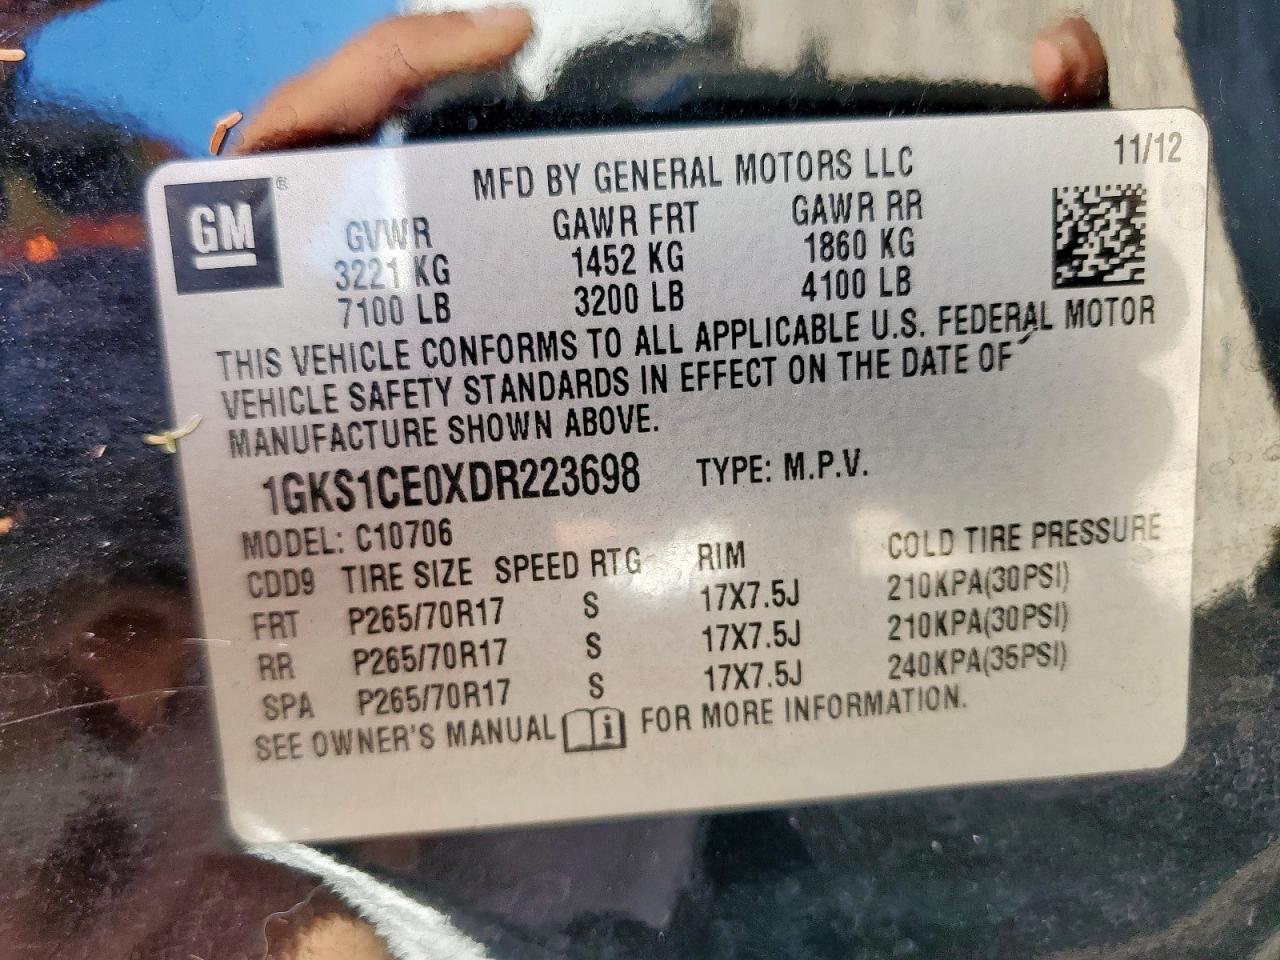 11/12
MFD BY GENERAL MOTORS LLC
GM ®
GVWR GAWR FRT GAWR RR
3221 KG 1452 KG 1860 KG
7100 LB 3200 LB 4100 LB
THIS VEHICLE CONFORMS TO ALL APPLICABLE U.S. FEDERAL MOTOR
VEHICLE SAFETY STANDARDS IN EFFECT ON THE DATE OF
MANUFACTURE SHOWN ABOVE.
1GKS1CE0XDR223698 TYPE: M.P.V.
MODEL: C10706
CDD9 TIRE SIZE SPEED RTG RIM COLD TIRE PRESSURE
FRT P265/70R17 S 17X7.5J 210KPA(30PSI)
RR P265/70R17 S 17X7.5J 210KPA(30PSI)
SPA P265/70R17 S 17X7.5J 240KPA(35PSI)
SEE OWNER'S MANUAL i FOR MORE INFORMATION.